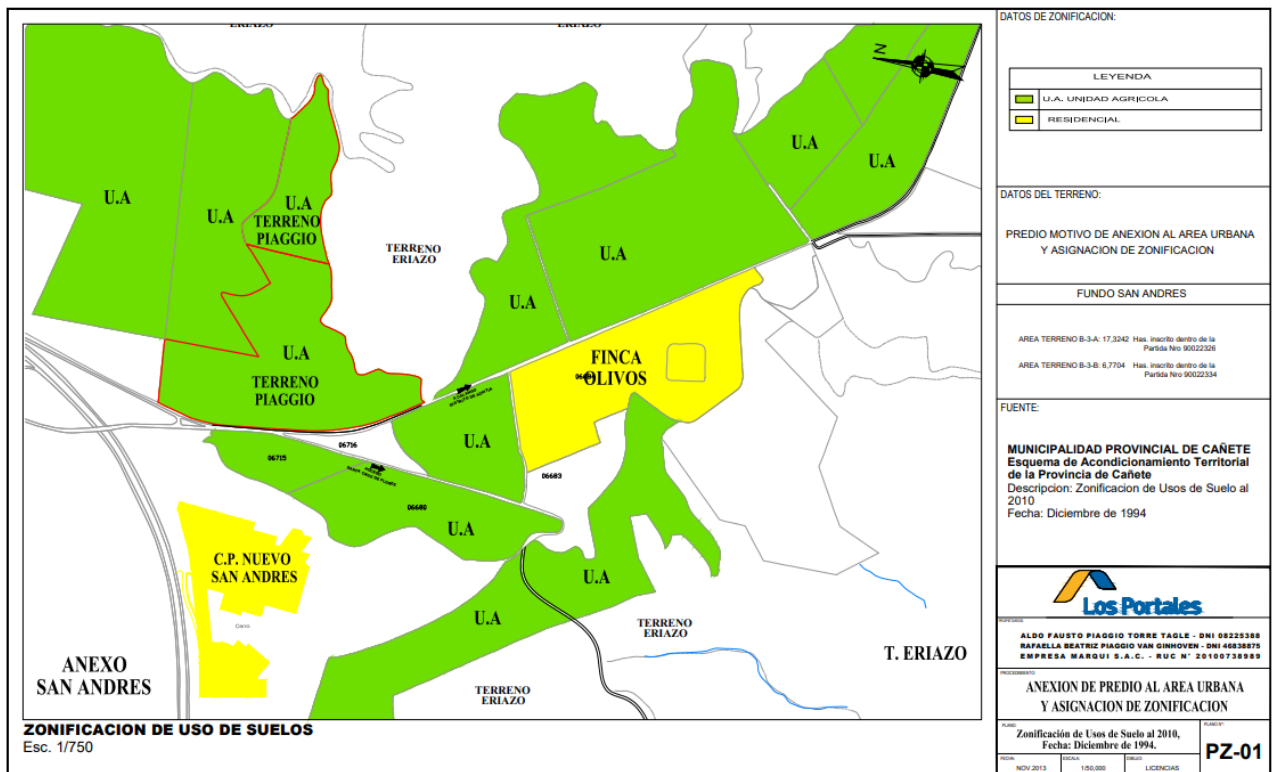 ERIAZO
ERIAZO
N
U.A
U.A
U.A
TERRENO
PIAGGIO
TERRENO
ERIAZO
U.A
U.A
U.A
U.A
U.A
TERRENO
PIAGGIO
FINCA
OLIVOS
U.A
06716
06715
06683
06680
U.A
C.P. NUEVO
SAN ANDRES
U.A
U.A
TERRENO
ERIAZO
T. ERIAZO
ANEXO
SAN ANDRES
TERRENO
ERIAZO
ZONIFICACION DE USO DE SUELOS
Esc. 1/750
DATOS DE ZONIFICACION:
LEYENDA
U.A. UNIDAD AGRICOLA
RESIDENCIAL
DATOS DEL TERRENO:
PREDIO MOTIVO DE ANEXION AL AREA URBANA
Y ASIGNACION DE ZONIFICACION
FUNDO SAN ANDRES
AREA TERRENO B-3-A: 17,3242 Has. inscrito dentro de la
Partida Nro 90022326
AREA TERRENO B-3-B: 6,7704 Has. inscrito dentro de la
Partida Nro 90022334
FUENTE:
MUNICIPALIDAD PROVINCIAL DE CAÑETE
Esquema de Acondicionamiento Territorial
de la Provincia de Cañete
Descripcion: Zonificacion de Usos de Suelo al
2010
Fecha: Diciembre de 1994
Los Portales
ALDO FAUSTO PIAGGIO TORRE TAGLE - DNI 08225388
RAFAELLA BEATRIZ PIAGGIO VAN GINHOVEN - DNI 46838875
EMPRESA MARQUI S.A.C. - RUC N° 20100738989
PROCEDIMIENTO:
ANEXION DE PREDIO AL AREA URBANA
Y ASIGNACION DE ZONIFICACION
PLANO:
Zonificación de Usos de Suelo al 2010,
Fecha: Diciembre de 1994.
PLANO N°:
PZ-01
FECHA:
NOV.2013
ESCALA:
1/50,000
DIBUJO:
LICENCIAS